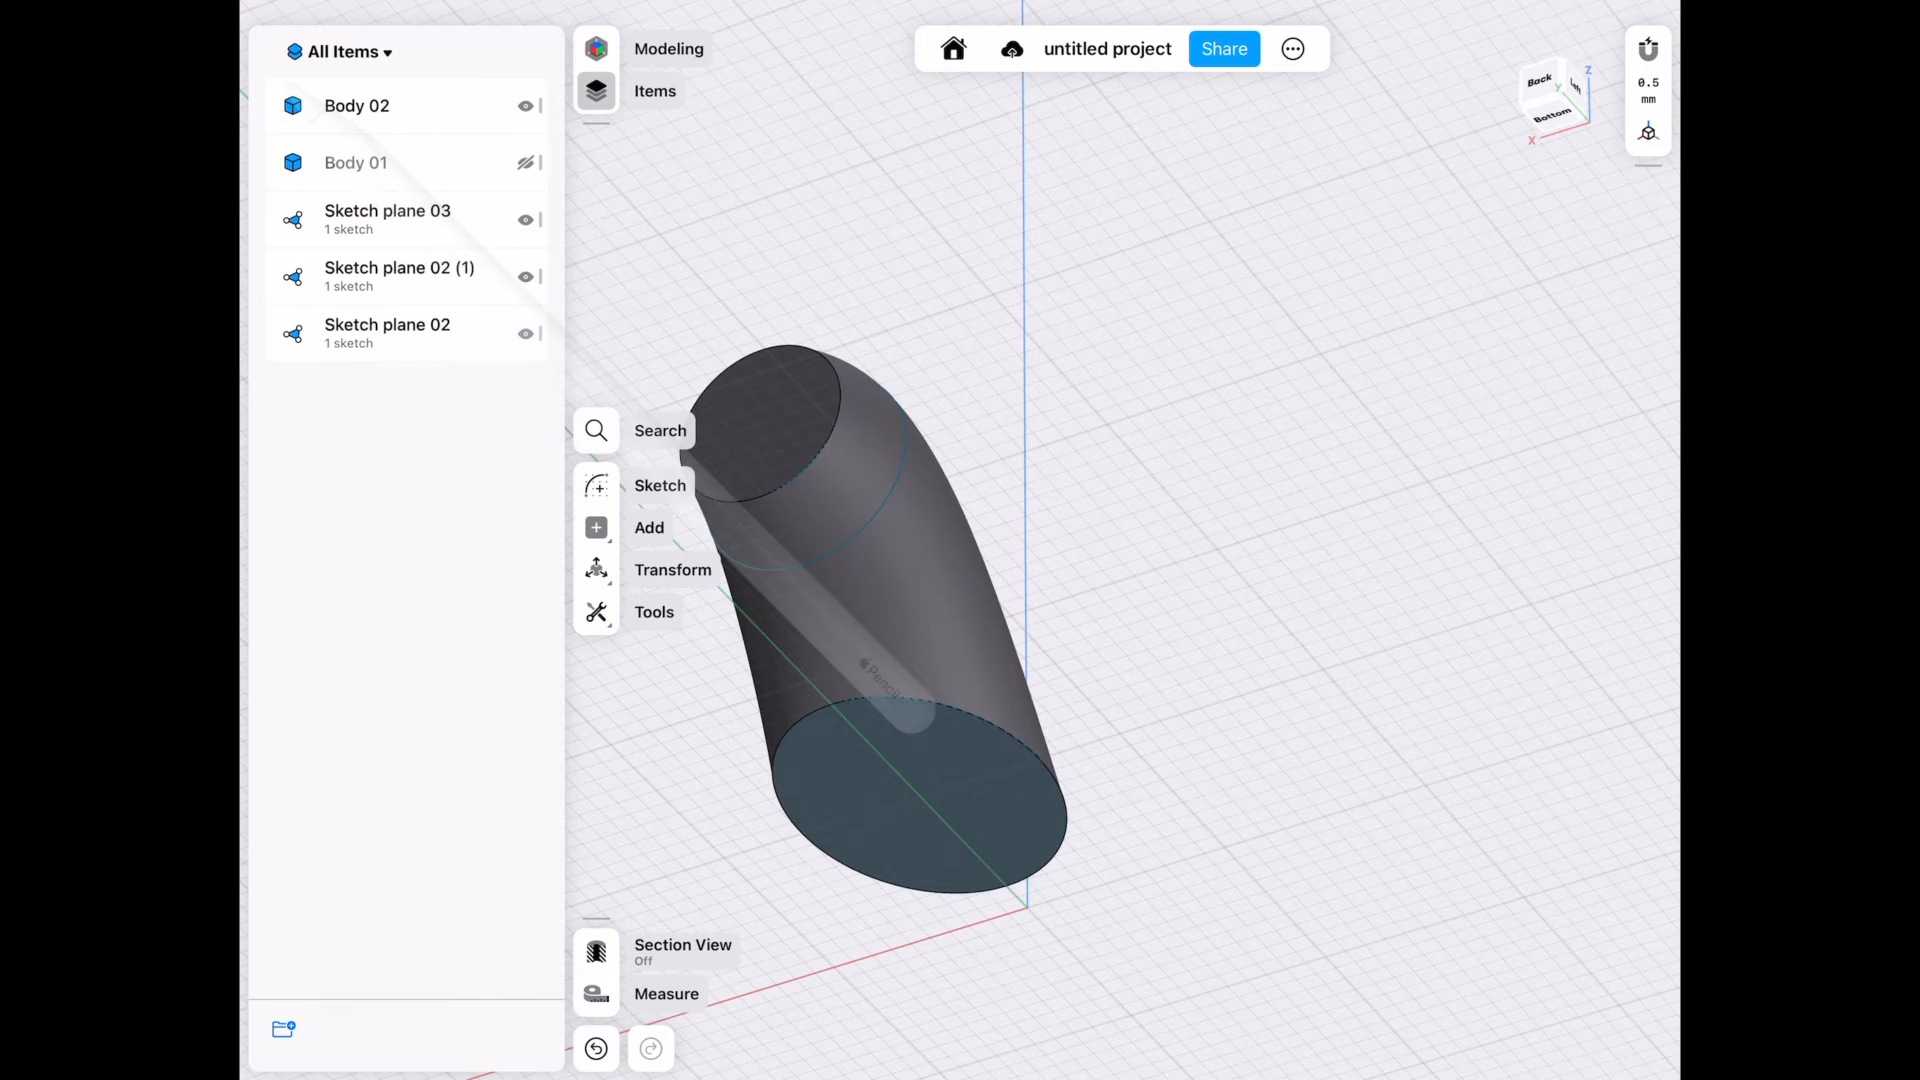 All Items
Body 02
Body 01
Sketch plane 03
1 sketch
Sketch plane 02 (1)
1 sketch
Sketch plane 02
1 sketch
Modeling
Items
untitled project
Share
Back
Left
Bottom
Z
Y
X
0.5
mm
Search
Sketch
Add
Transform
Tools
Pencil
Section View
Off
Measure